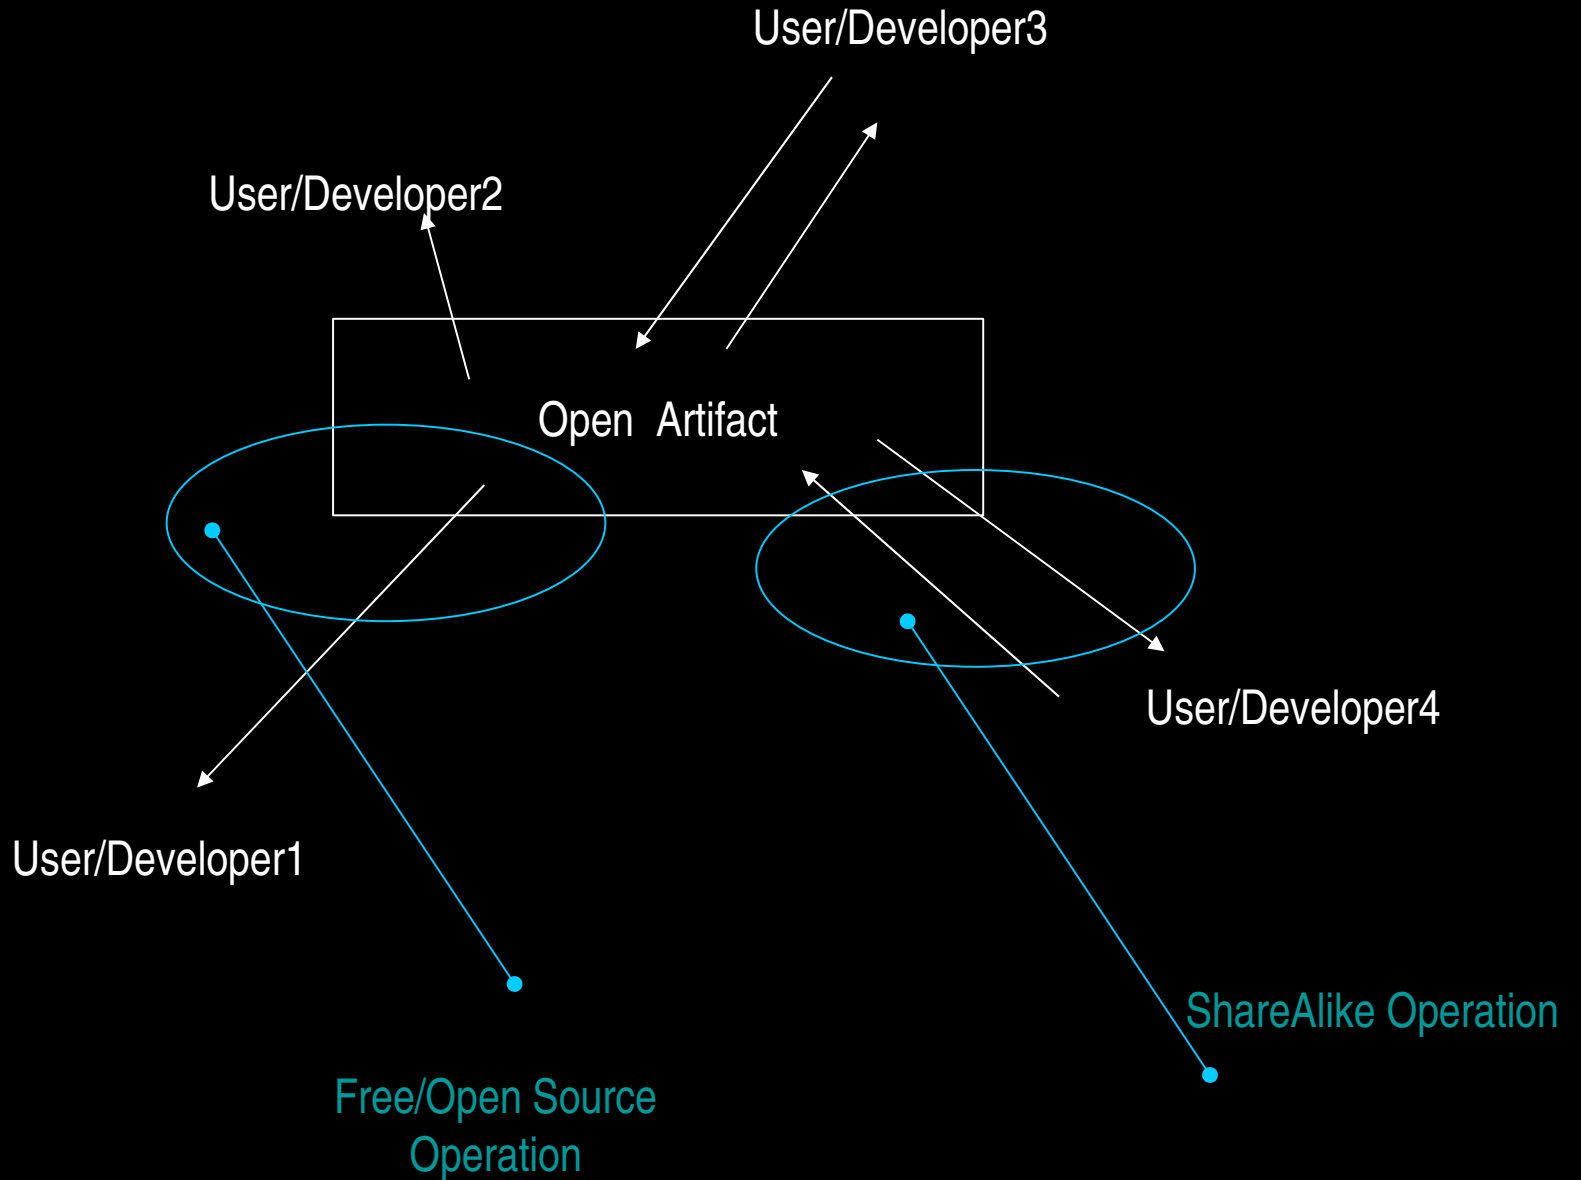 User/Developer3
User/Developer2
Open Artifact
User/Developer4
User/Developer1
ShareAlike Operation
Free/Open Source
Operation